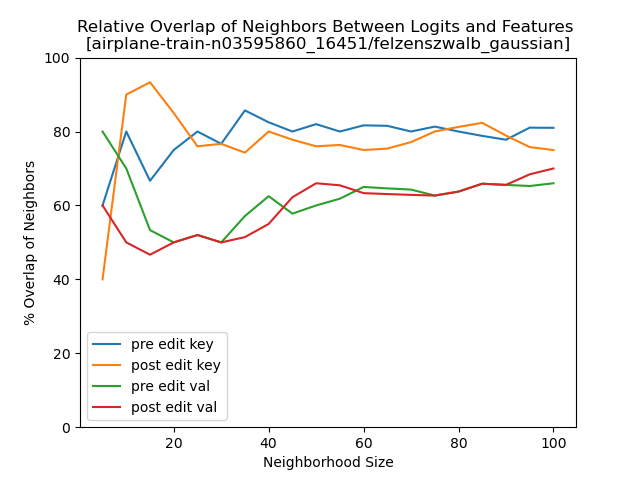 Relative Overlap of Neighbors Between Logits and Features
[airplane-train-n03595860_16451/felzenszwalb_gaussian]
100
80
60
40
20
0
% Overlap of Neighbors
pre edit key
post edit key
pre edit val
post edit val
20
40
60
80
100
Neighborhood Size